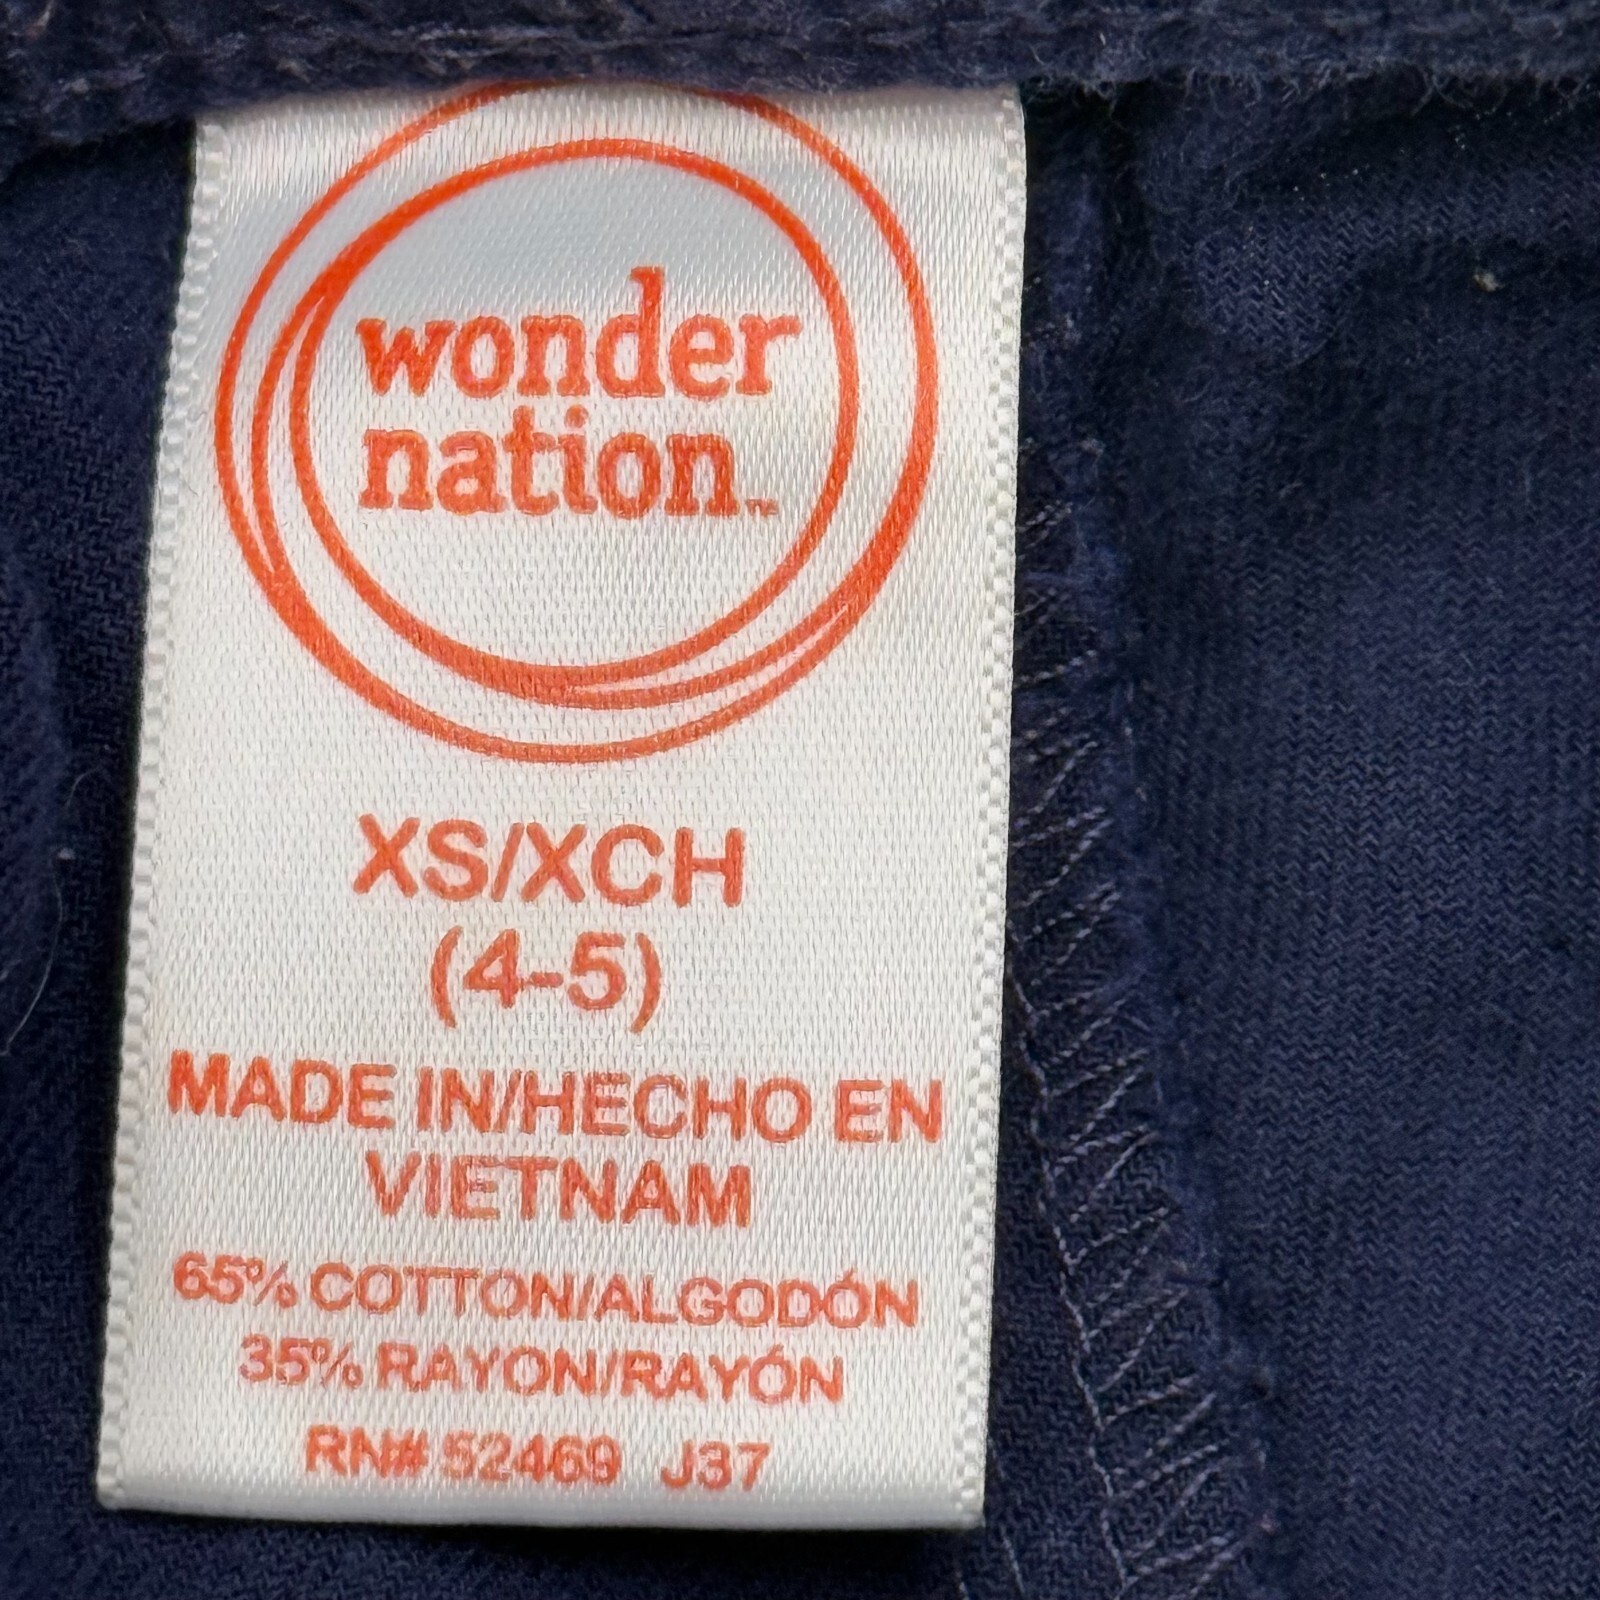 wonder
nation™
XS/XCH
(4-5)
MADE IN/HECHO EN
VIETNAM
65% COTTON/ALGODÓN
35% RAYON/RAYÓN
RN# 52469 J37